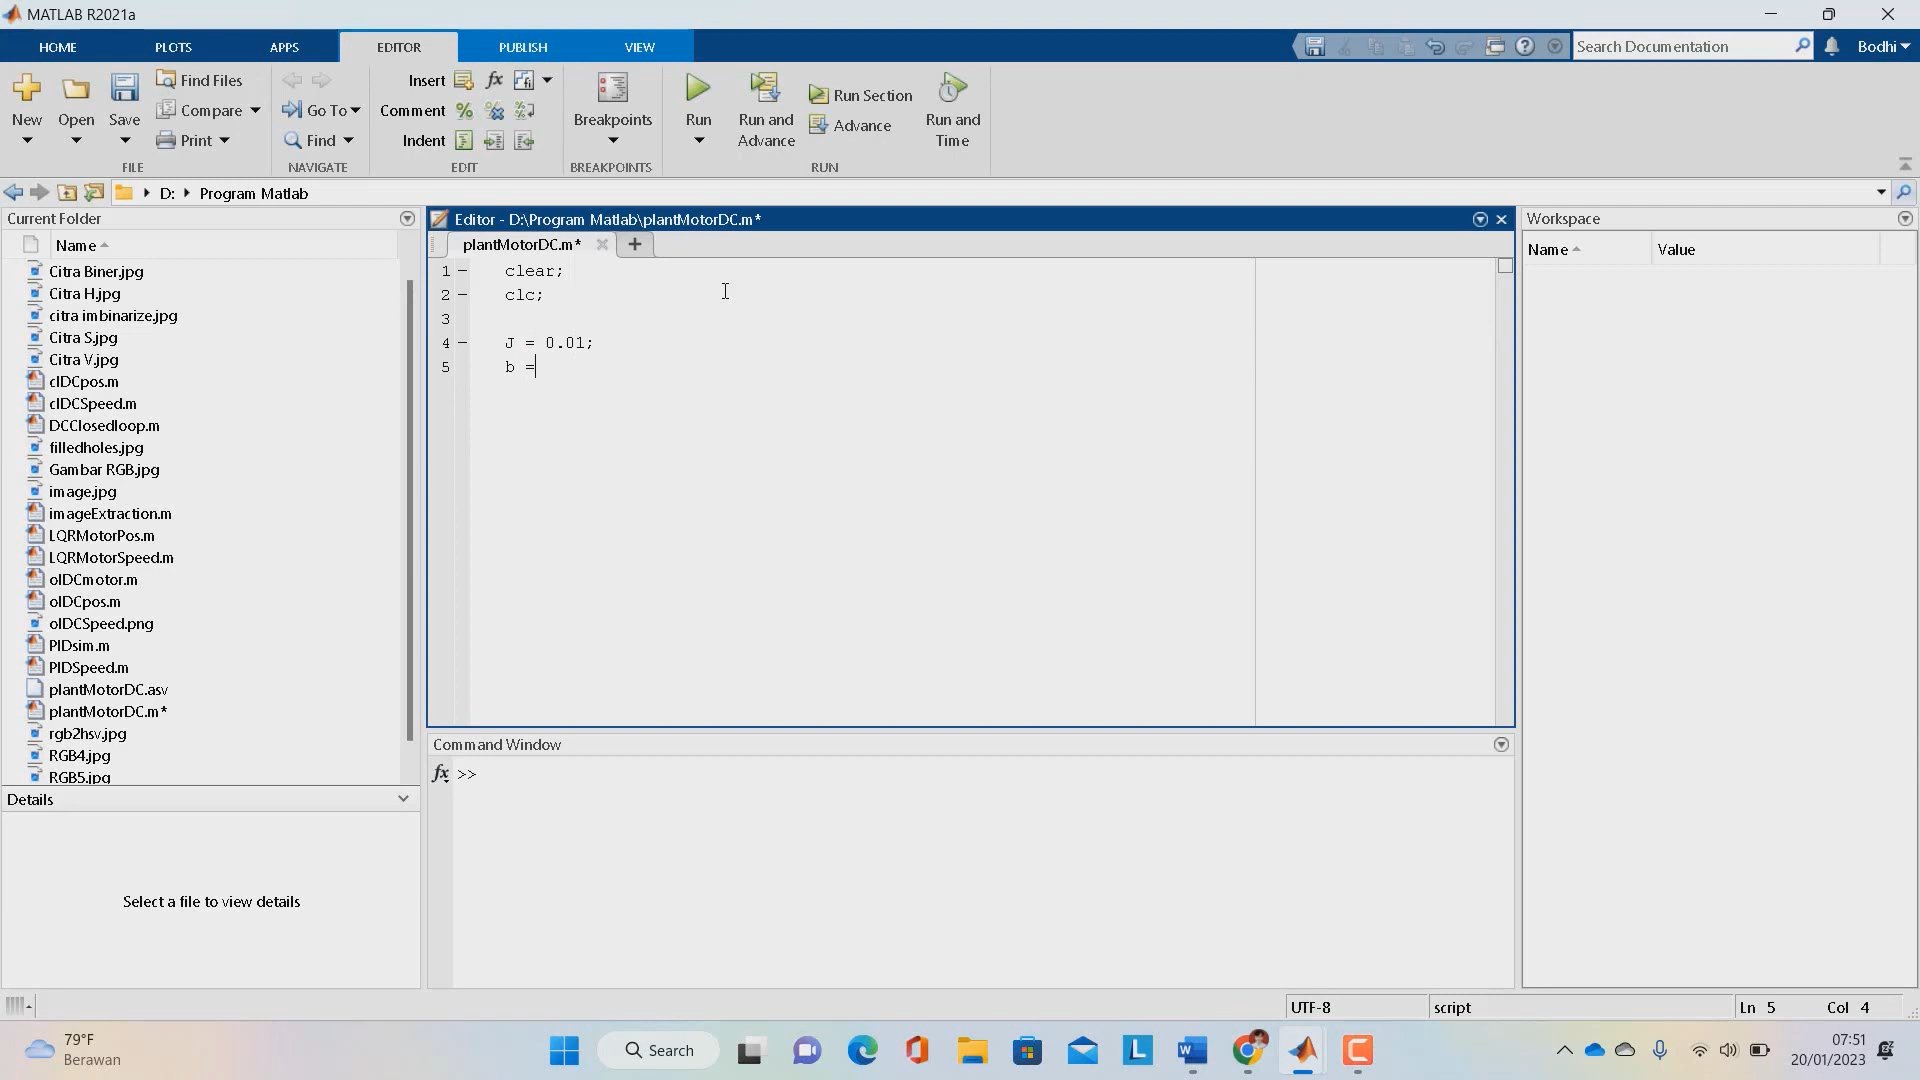 MATLAB R2021a
HOME PLOTS APPS EDITOR PUBLISH VIEW
Search Documentation
Bodhi
New
Open
Save
Find Files
Compare
Print
FILE
Go To
Find
NAVIGATE
Insert
Comment
Indent
EDIT
Breakpoints
BREAKPOINTS
Run
Run and
Advance
Run Section
Advance
Run and
Time
RUN
D: Program Matlab
Current Folder
Name
Citra Biner.jpg
Citra H.jpg
citra imbinarize.jpg
Citra S.jpg
Citra V.jpg
clDCpos.m
clDCSpeed.m
DCClosedloop.m
filledholes.jpg
Gambar RGB.jpg
image.jpg
imageExtraction.m
LQRMotorPos.m
LQRMotorSpeed.m
olDCmotor.m
olDCpos.m
olDCSpeed.png
PIDsim.m
PIDSpeed.m
plantMotorDC.asv
plantMotorDC.m*
rgb2hsv.jpg
RGB4.jpg
RGB5.jpg
Details
Select a file to view details
Editor - D:\Program Matlab\plantMotorDC.m*
plantMotorDC.m*
1 clear;
2 clc;
3
4 J = 0.01;
5 b =
Command Window
fx >>
Workspace
Name Value
UTF-8 script Ln 5 Col 4
79°F
Berawan
Search
07:51
20/01/2023